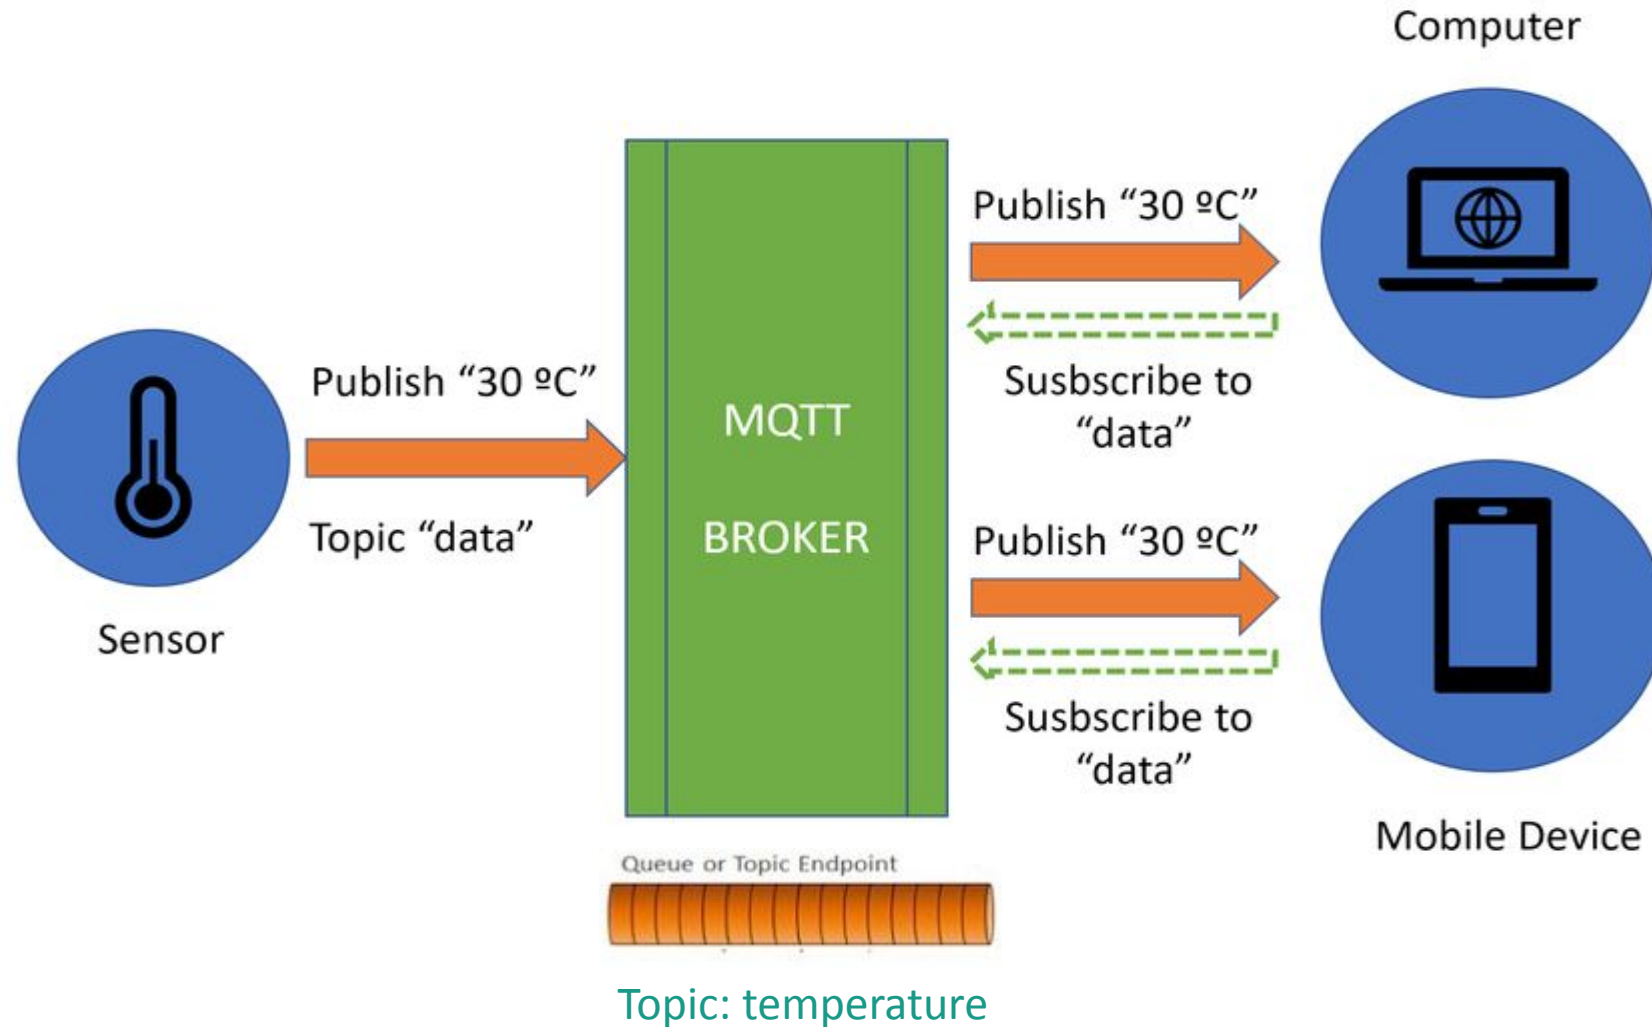 Computer
Publish “30 ºC”
Susbscribe to
“data”
Publish “30 ºC”
Topic “data”
Sensor
MQTT
BROKER
Publish “30 ºC”
Susbscribe to
“data”
Mobile Device
Queue or Topic Endpoint
Topic: temperature